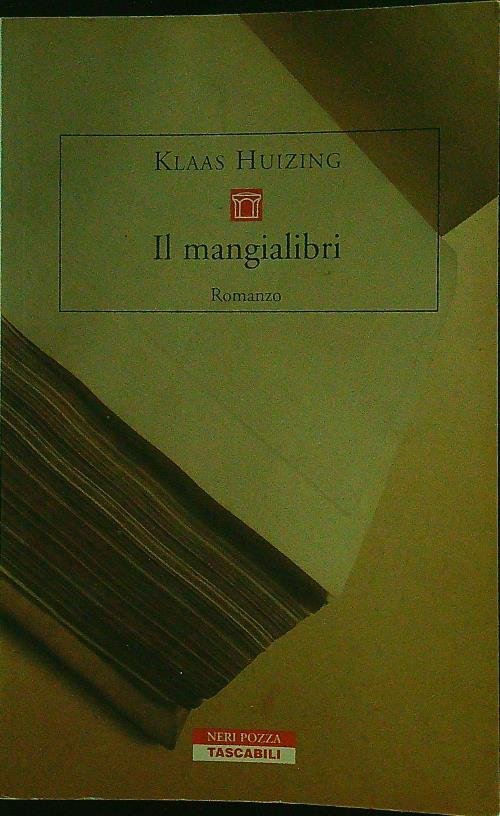 KLAAS HUIZING
Il mangialibri
Romanzo
NERI POZZA
TASCABILI